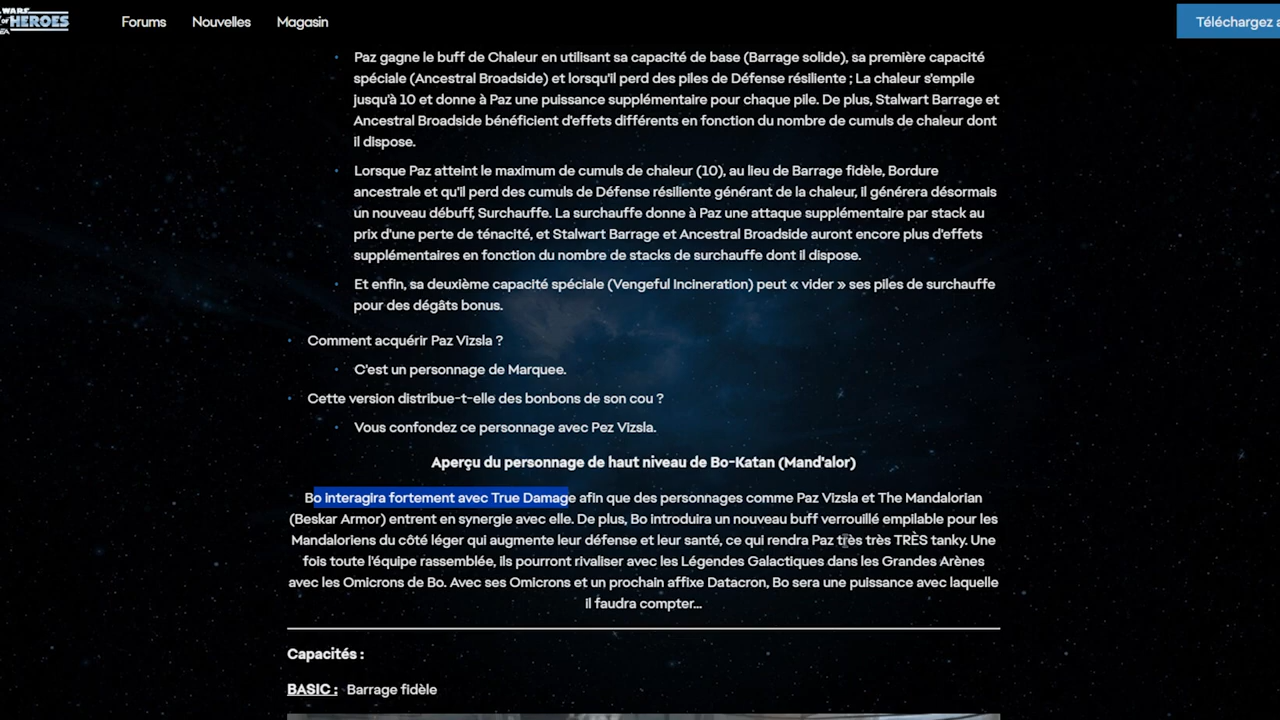 WARS
OF HEROES
EA
Forums Nouvelles Magasin
Téléchargez a
Paz gagne le buff de Chaleur en utilisant sa capacité de base (Barrage solide), sa première capacité
spéciale (Ancestral Broadside) et lorsqu'il perd des piles de Défense résiliente ; La chaleur s'empile
jusqu'à 10 et donne à Paz une puissance supplémentaire pour chaque pile. De plus, Stalwart Barrage et
Ancestral Broadside bénéficient d'effets différents en fonction du nombre de cumuls de chaleur dont
il dispose.
Lorsque Paz atteint le maximum de cumuls de chaleur (10), au lieu de Barrage fidèle, Bordure
ancestrale et qu'il perd des cumuls de Défense résiliente générant de la chaleur, il générera désormais
un nouveau débuff, Surchauffe. La surchauffe donne à Paz une attaque supplémentaire par stack au
prix d'une perte de ténacité, et Stalwart Barrage et Ancestral Broadside auront encore plus d'effets
supplémentaires en fonction du nombre de stacks de surchauffe dont il dispose.
Et enfin, sa deuxième capacité spéciale (Vengeful Incineration) peut « vider » ses piles de surchauffe
pour des dégâts bonus.
Comment acquérir Paz Vizsla ?
C'est un personnage de Marquee.
Cette version distribue-t-elle des bonbons de son cou ?
Vous confondez ce personnage avec Pez Vizsla.
Aperçu du personnage de haut niveau de Bo-Katan (Mand'alor)
Bo interagira fortement avec True Damage afin que des personnages comme Paz Vizsla et The Mandalorian
(Beskar Armor) entrent en synergie avec elle. De plus, Bo introduira un nouveau buff verrouillé empilable pour les
Mandaloriens du côté léger qui augmente leur défense et leur santé, ce qui rendra Paz très très TRÈS tanky. Une
fois toute l'équipe rassemblée, ils pourront rivaliser avec les Légendes Galactiques dans les Grandes Arènes
avec les Omicrons de Bo. Avec ses Omicrons et un prochain affixe Datacron, Bo sera une puissance avec laquelle
il faudra compter...
Capacités :
BASIC : Barrage fidèle